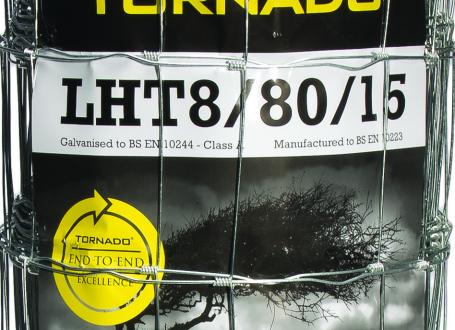 TORNADO
LHT8/80/15
Galvanised to BS EN 10244 - Class A Manufactured to BS EN 10223
TORNADO®
END TO END
EXCELLENCE